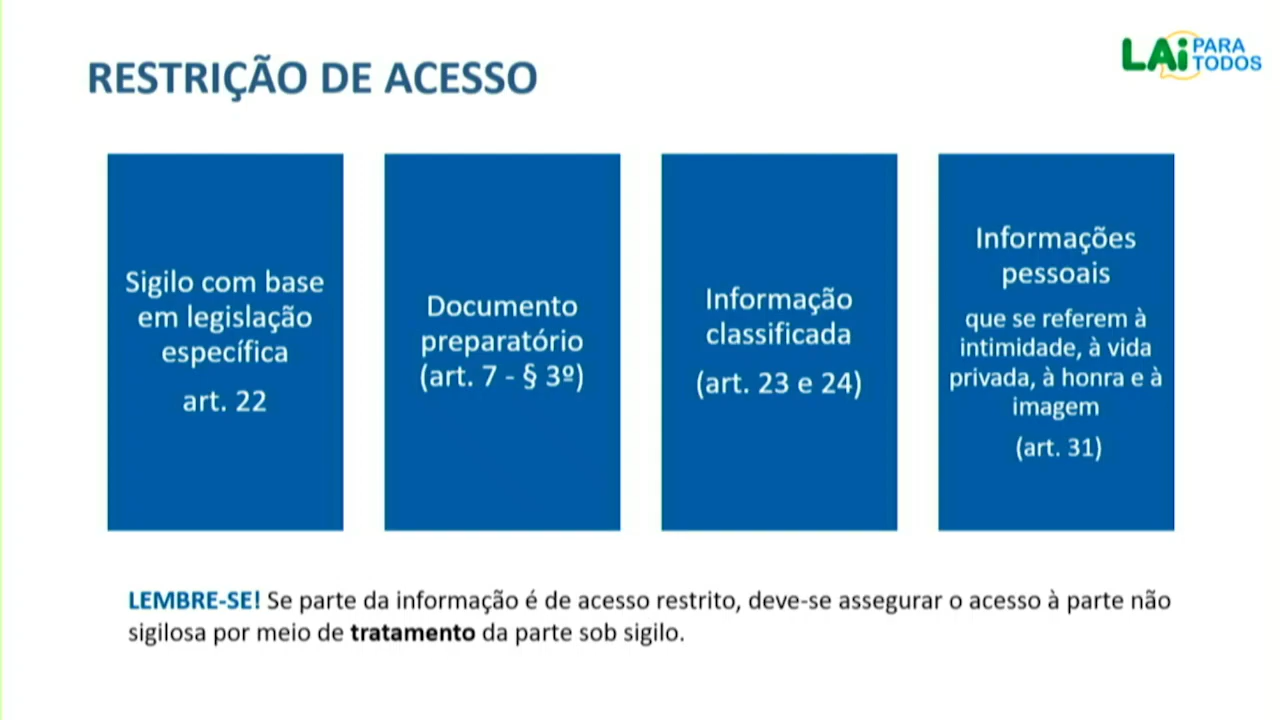 LAi PARA TODOS
RESTRIÇÃO DE ACESSO
Sigilo com base
em legislação
específica
art. 22
Documento
preparatório
(art. 7 - § 3º)
Informação
classificada
(art. 23 e 24)
Informações
pessoais
que se referem à
intimidade, à vida
privada, à honra e à
imagem
(art. 31)
LEMBRE-SE! Se parte da informação é de acesso restrito, deve-se assegurar o acesso à parte não
sigilosa por meio de tratamento da parte sob sigilo.